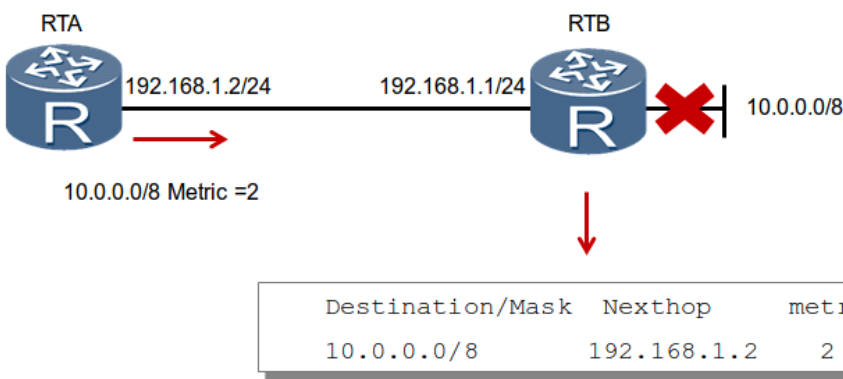 RTA
RTB
192.168.1.2/24
192.168.1.1/24
10.0.0.0/8
R
R
10.0.0.0/8 Metric =2
Destination/Mask Nexthop metr
10.0.0.0/8 192.168.1.2 2